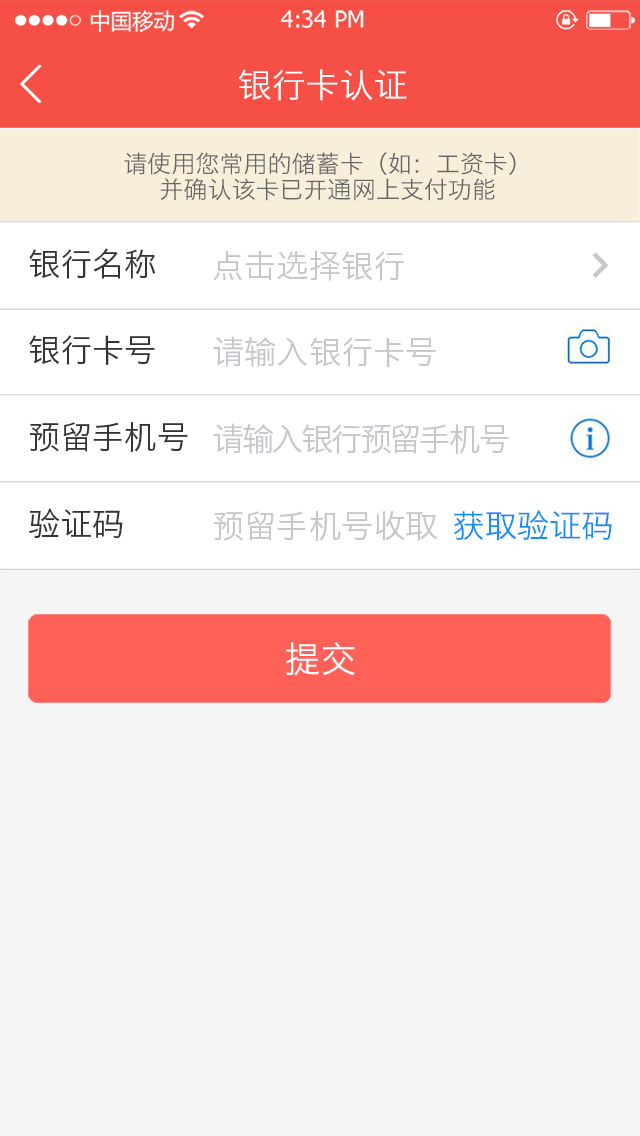 中国移动 4:34 PM
银行卡认证
请使用您常用的储蓄卡（如：工资卡）
并确认该卡已开通网上支付功能
银行名称 点击选择银行
银行卡号 请输入银行卡号
预留手机号 请输入银行预留手机号
验证码 预留手机号收取 获取验证码
提交